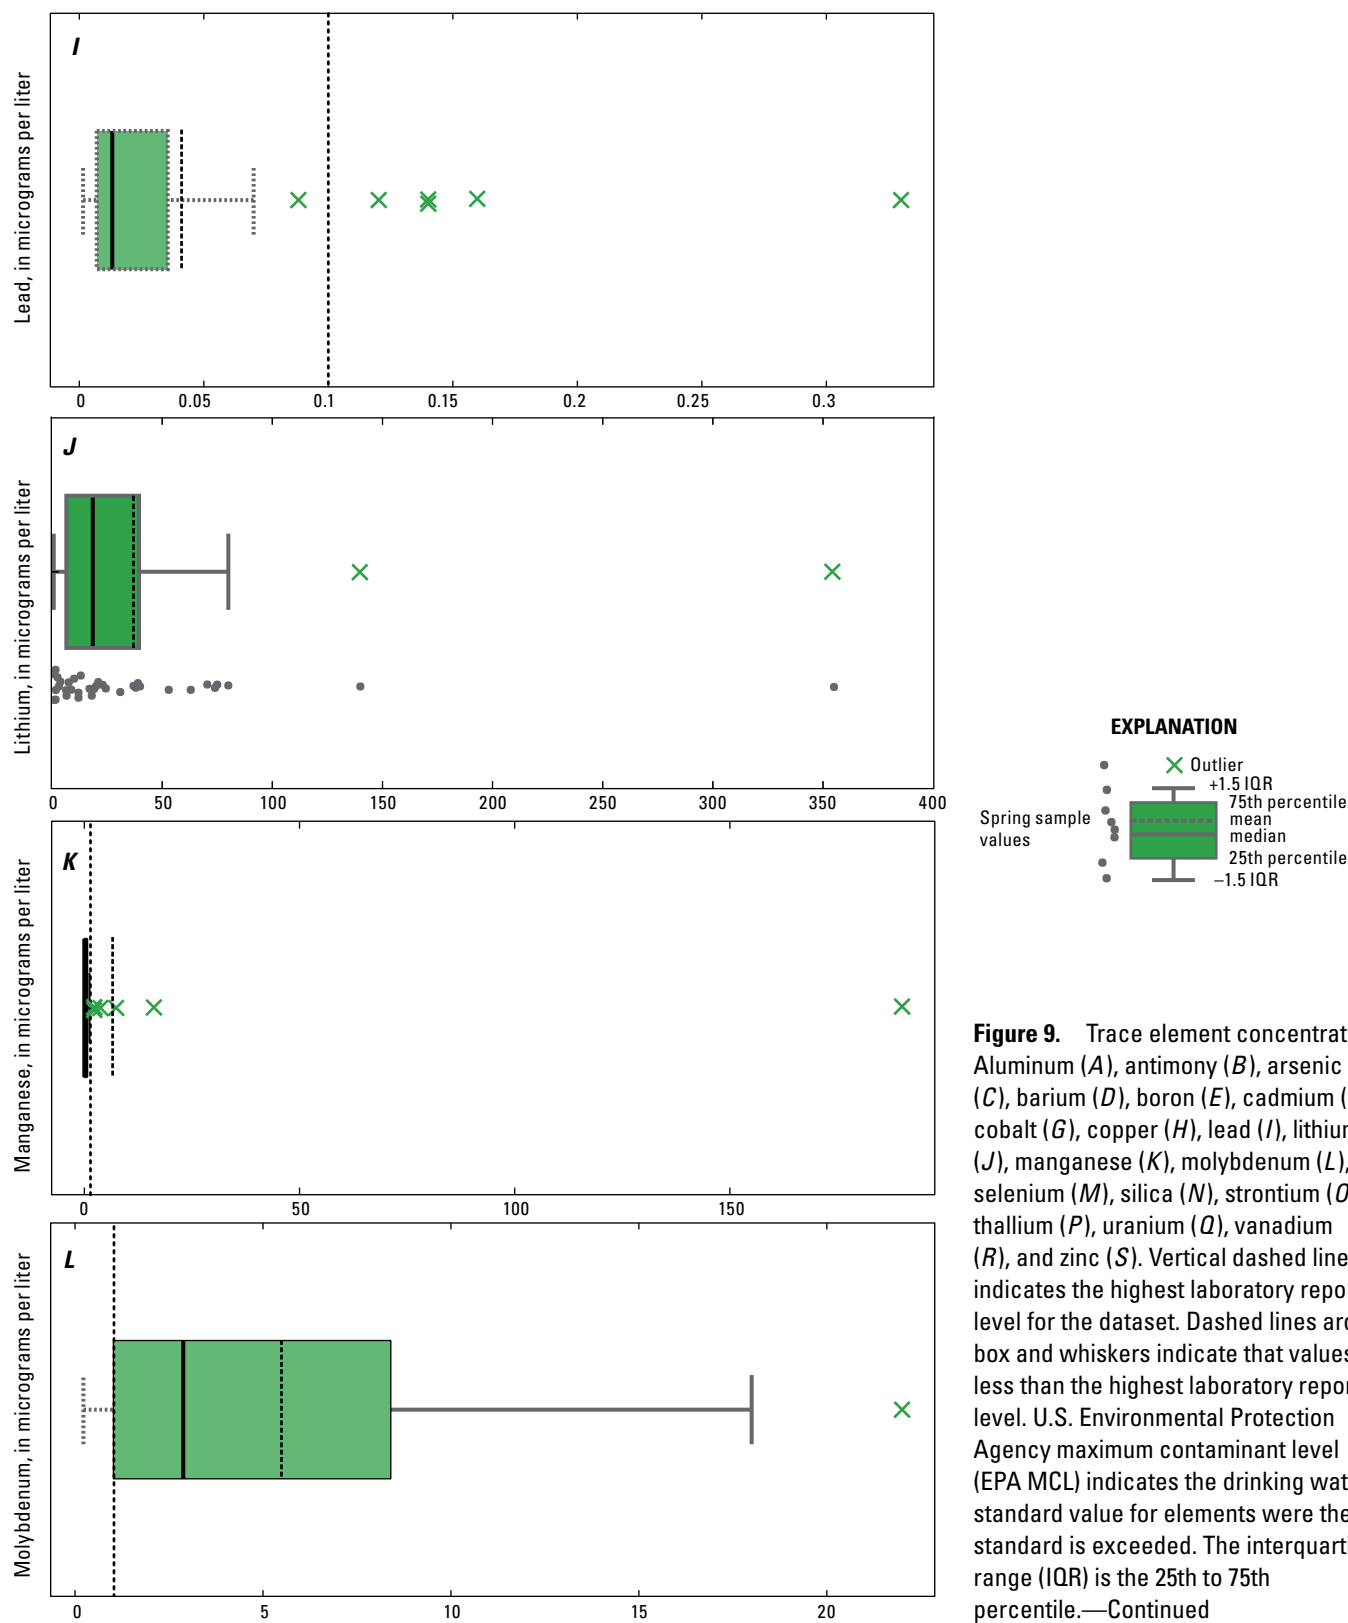 I
Lead, in micrograms per liter
0 0.05 0.1 0.15 0.2 0.25 0.3
J
Lithium, in micrograms per liter
0 50 100 150 200 250 300 350 400
K
Manganese, in micrograms per liter
0 50 100 150
L
Molybdenum, in micrograms per liter
0 5 10 15 20
EXPLANATION
Outlier
+1.5 IQR
75th percentile
Spring sample values
mean
median
25th percentile
–1.5 IQR
Figure 9. Trace element
Aluminum (A), antimony (B), arsenic
(C), barium (D), boron (E), cadmium
cobalt (G), copper (H), lead (I),
(J), manganese (K), molybdenum (L),
selenium (M), silica (N), strontium
thallium (P), uranium (Q), vanadium
(R), and zinc (S). Vertical dashed line
indicates the highest laboratory
level for the dataset. Dashed lines
box and whiskers indicate that values
less than the highest laboratory
level. U.S. Environmental Protection
Agency maximum contaminant level
(EPA MCL) indicates the drinking
standard value for elements were the
standard is exceeded. The
range (IQR) is the 25th to 75th
percentile.—Continued